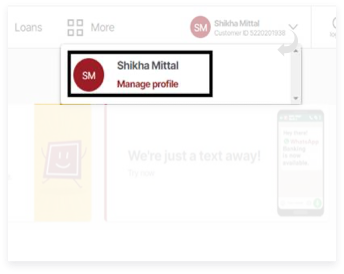 Loans
More
SM
Shikha Mittal
Customer ID 5220201938
SM
Shikha Mittal
Manage profile
We're just a text away!